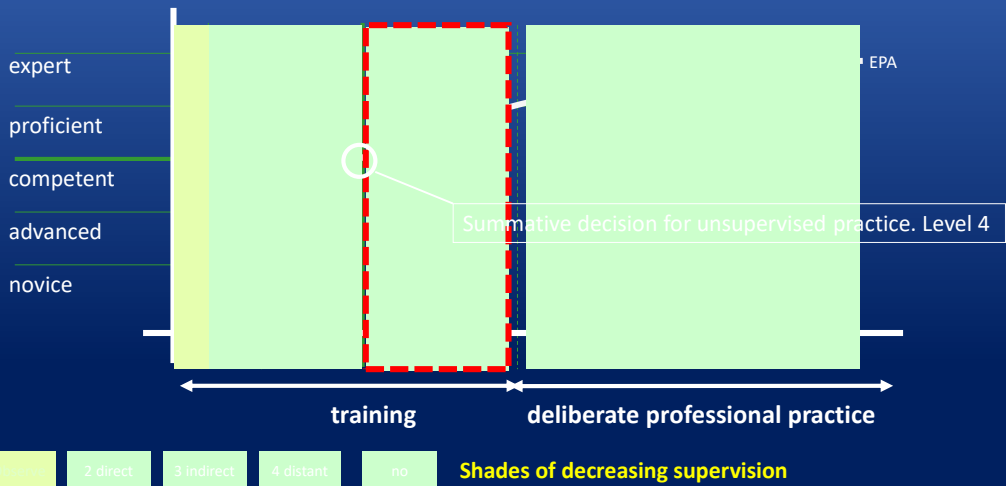 expert
EPA
proficient
competent
Summative decision for unsupervised practice. Level 4
advanced
novice
training
deliberate professional practice
2 direct
3 indirect
4 distant
no
Shades of decreasing supervision